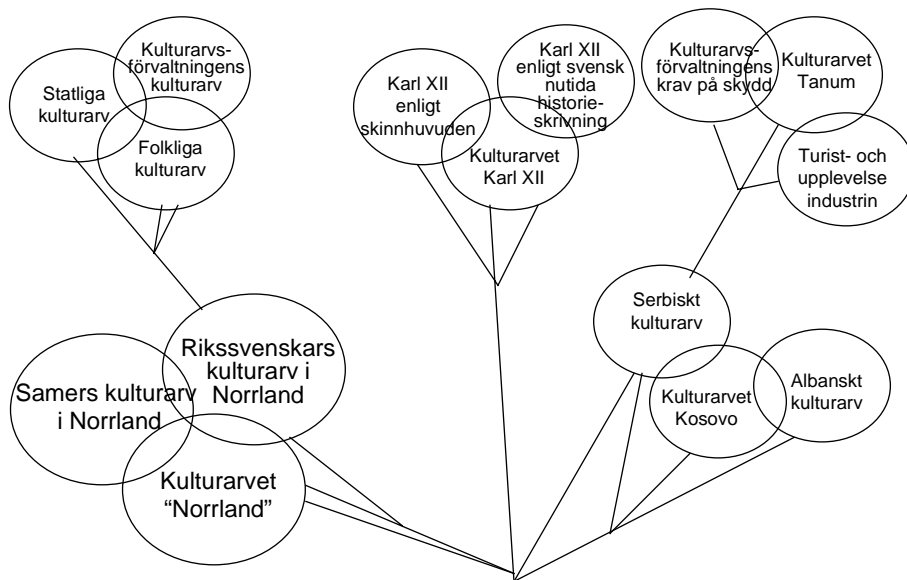 Kulturarvs-
förvaltningens
kulturarv
Statliga
kulturarv
Folkliga
kulturarv
Karl XII
enligt
skinnhuvuden
Karl XII
enligt svensk
nutida
historie-
skrivning
Kulturarvet
Karl XII
Kulturarvs-
förvaltningens
krav på skydd
Kulturarvet
Tanum
Turist- och
upplevelse
industrin
Serbiskt
kulturarv
Kulturarvet
Kosovo
Albanskt
kulturarv
Rikssvenskars
kulturarv i
Norrland
Samers kulturarv
i Norrland
Kulturarvet
“Norrland”